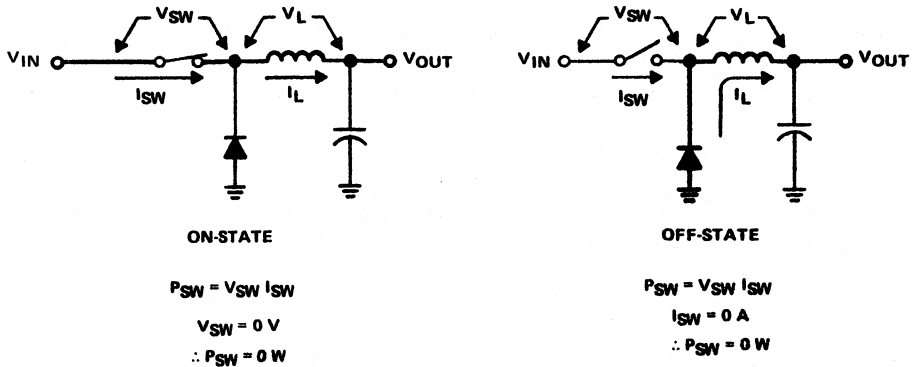 VSW VL
VIN VOUT
ISW IL
ON-STATE
PSW = VSW ISW
VSW = 0 V
∴ PSW = 0 W
VSW VL
VIN VOUT
ISW IL
OFF-STATE
PSW = VSW ISW
ISW = 0 A
∴ PSW = 0 W